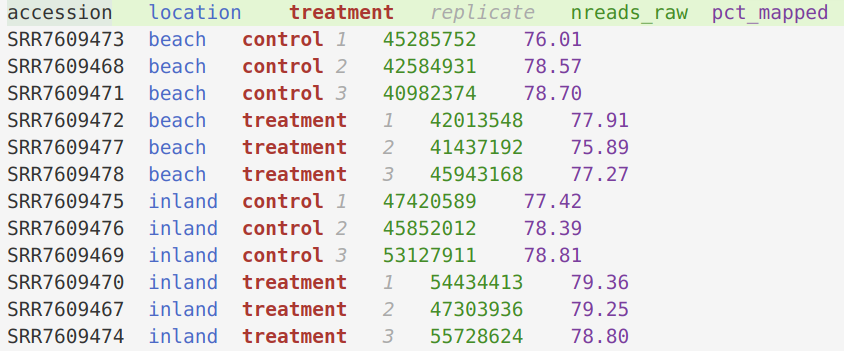 accession location treatment replicate nreads_raw pct_mapped
SRR7609473 beach control 1 45285752 76.01
SRR7609468 beach control 2 42584931 78.57
SRR7609471 beach control 3 40982374 78.70
SRR7609472 beach treatment 1 42013548 77.91
SRR7609477 beach treatment 2 41437192 75.89
SRR7609478 beach treatment 3 45943168 77.27
SRR7609475 inland control 1 47420589 77.42
SRR7609476 inland control 2 45852012 78.39
SRR7609469 inland control 3 53127911 78.81
SRR7609470 inland treatment 1 54434413 79.36
SRR7609467 inland treatment 2 47303936 79.25
SRR7609474 inland treatment 3 55728624 78.80